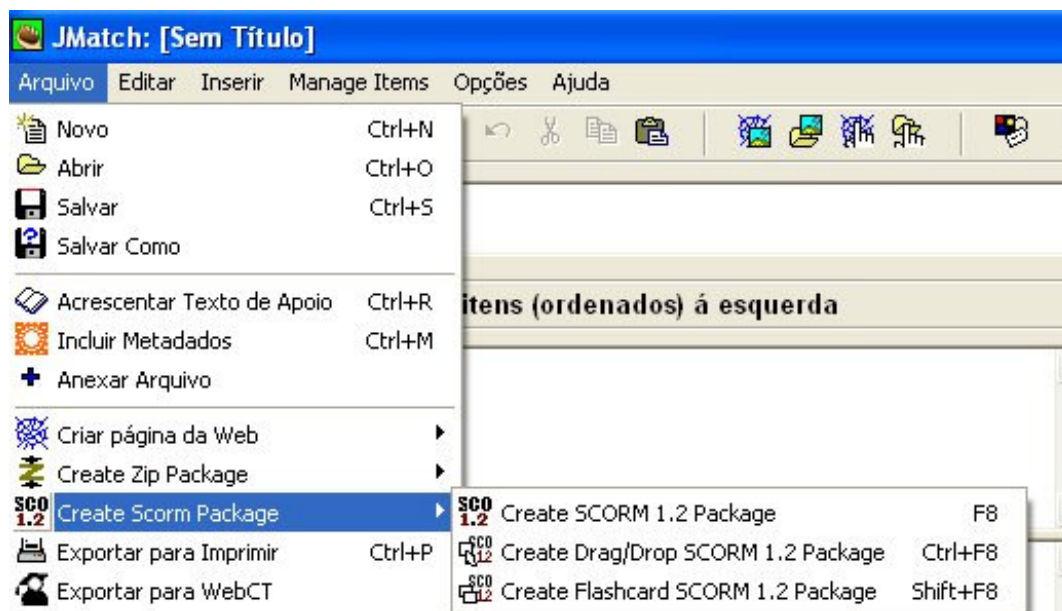 JMatch: [Sem Título]
Arquivo Editar Inserir Manage Items Opções Ajuda
Novo Ctrl+N
Abrir Ctrl+O
Salvar Ctrl+S
Salvar Como
Acrescentar Texto de Apoio Ctrl+R
itens (ordenados) á esquerda
Incluir Metadados Ctrl+M
Anexar Arquivo
Criar página da Web
Create Zip Package
SCO 1.2 Create Scorm Package
SCO 1.2 Create SCORM 1.2 Package F8
Exportar para Imprimir Ctrl+P
SCO 12 Create Drag/Drop SCORM 1.2 Package Ctrl+F8
Exportar para WebCT
SCO 12 Create Flashcard SCORM 1.2 Package Shift+F8